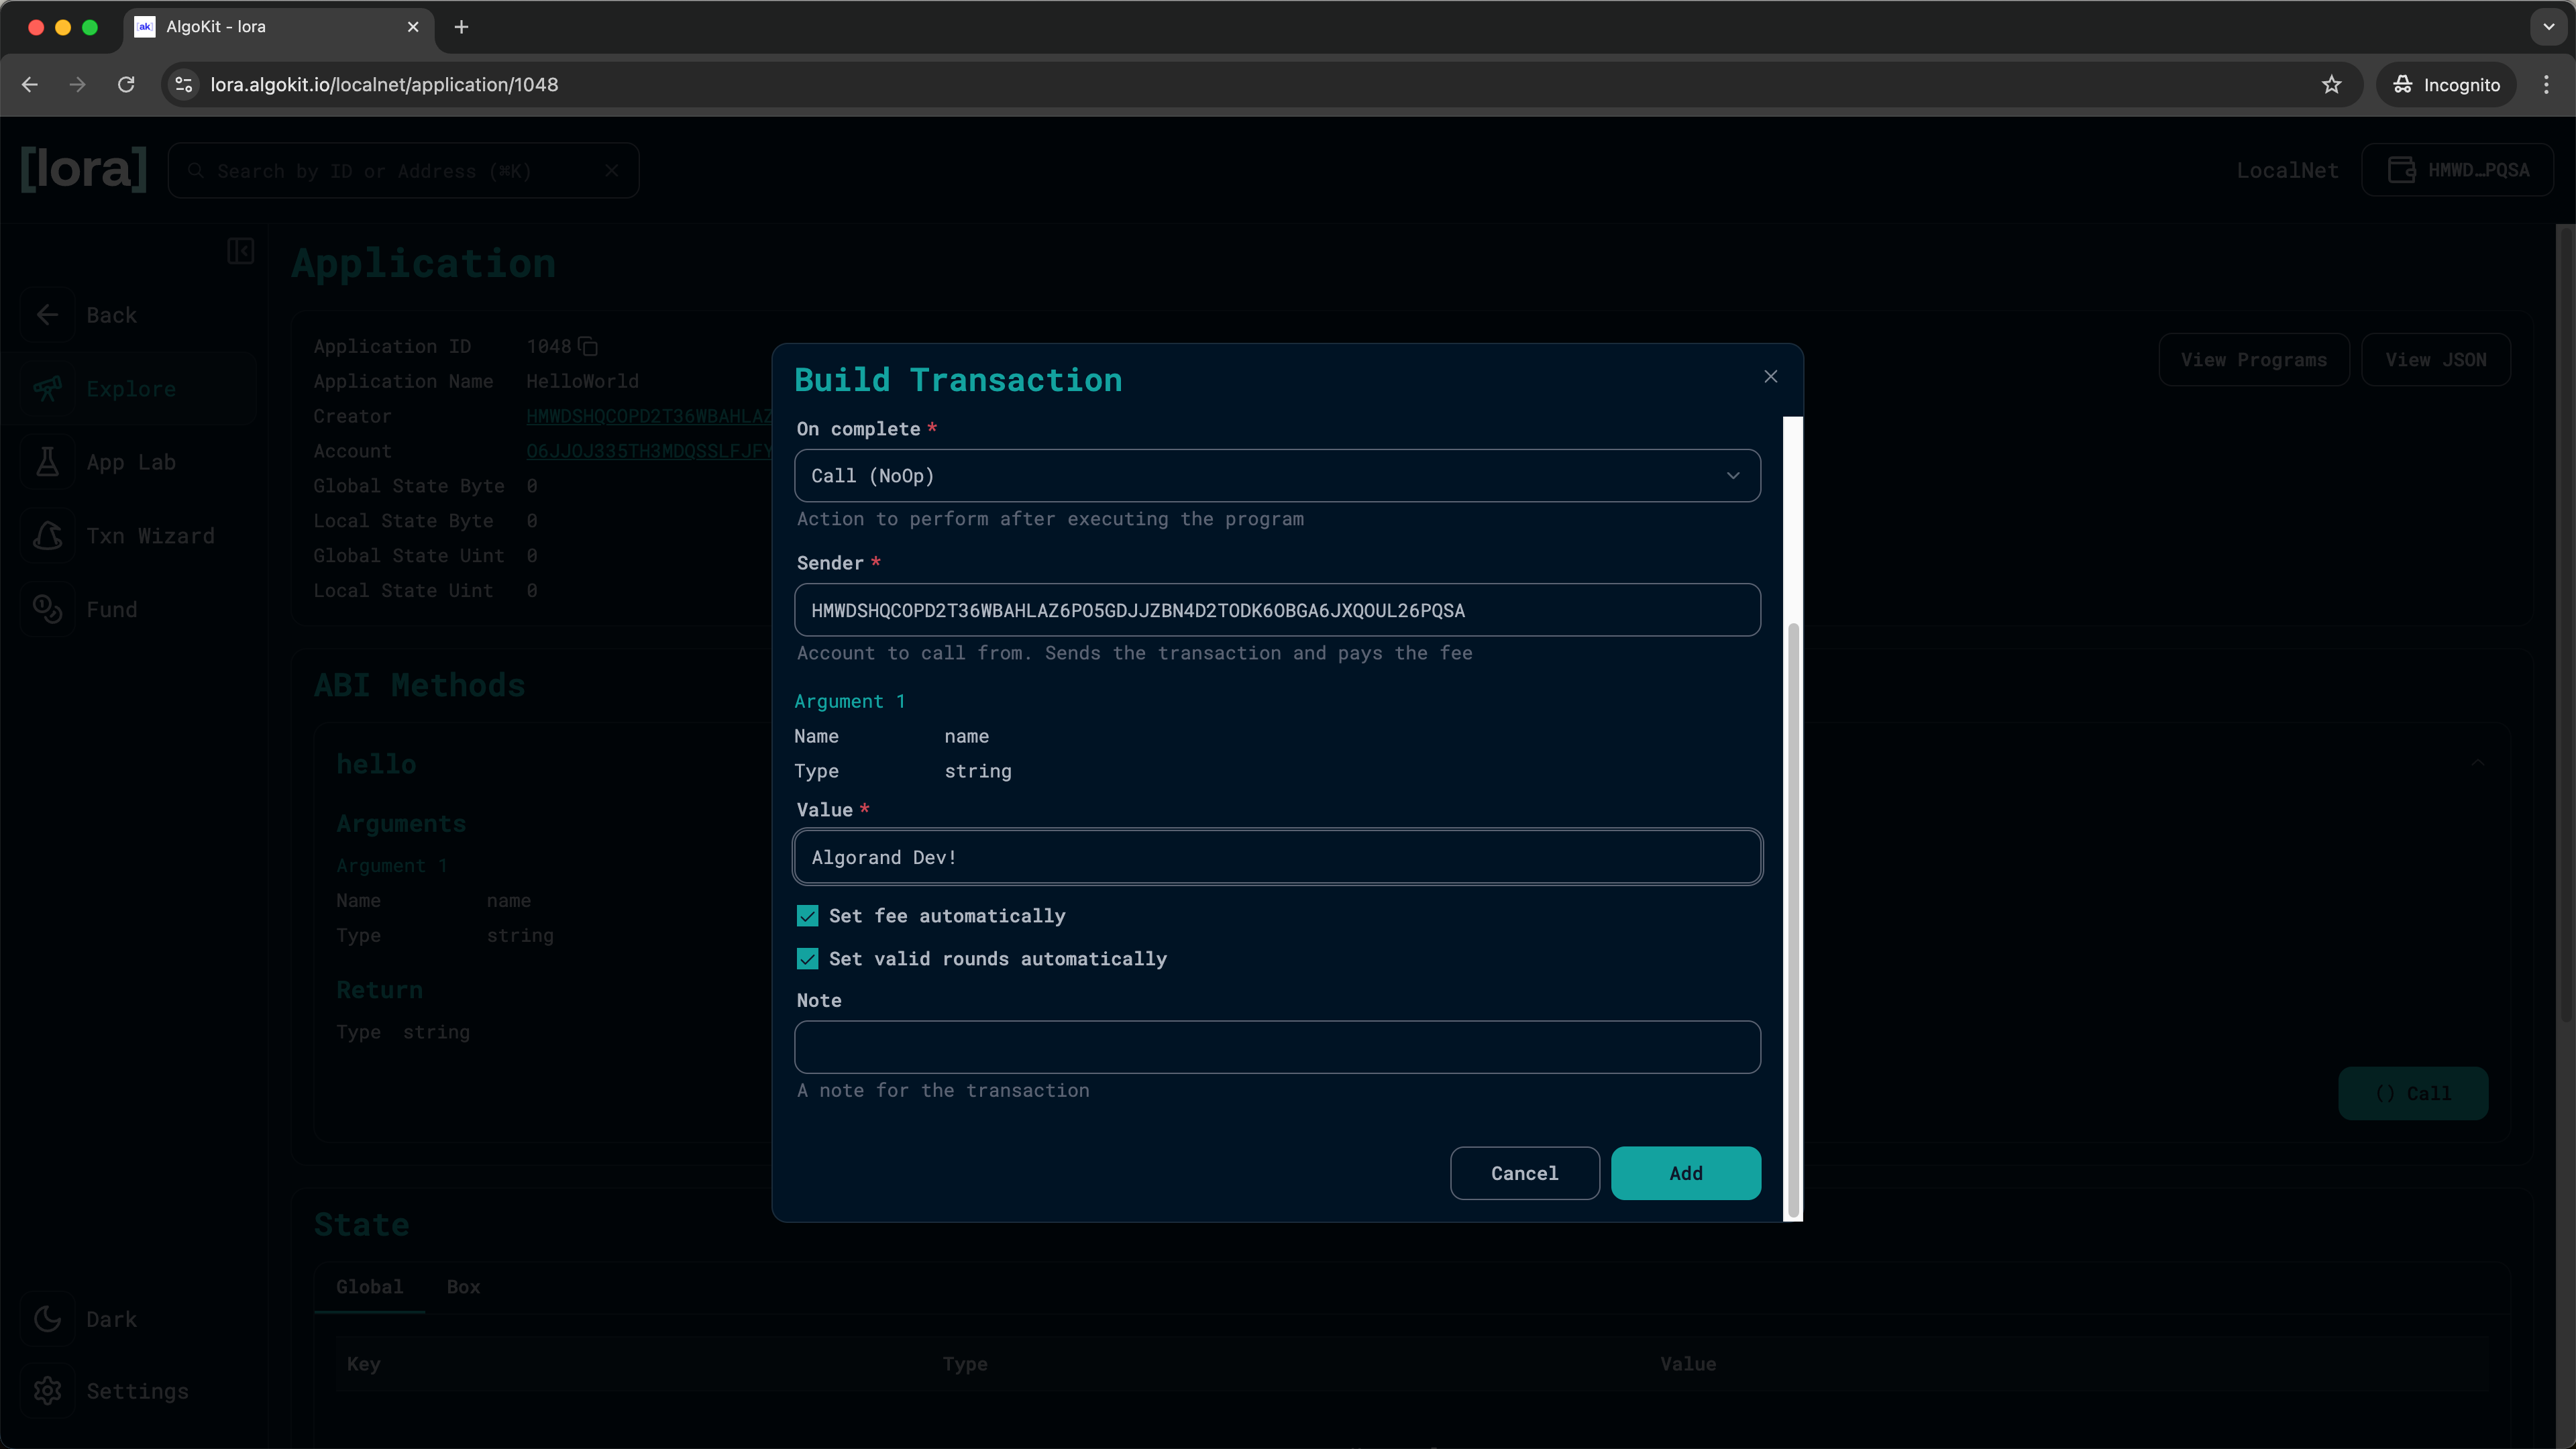 [ak] AlgoKit - lora
lora.algokit.io/localnet/application/1048
Incognito
[lora]
Search by ID or Address (⌘K)
LocalNet
HMWD…PQSA
Back
Explore
App Lab
Txn Wizard
Fund
Dark
Settings
Application
Application ID 1048
Application Name HelloWorld
Creator HMWDSHQCOPD2T36WBAHLAZ
Account O6JJOJ335TH3MDQSSLFJFY
Global State Byte 0
Local State Byte 0
Global State Uint 0
Local State Uint 0
View Programs
View JSON
ABI Methods
hello
Arguments
Argument 1
Name name
Type string
Return
Type string
() Call
State
Global Box
Key Type Value
Build Transaction
On complete *
Call (NoOp)
Action to perform after executing the program
Sender *
HMWDSHQCOPD2T36WBAHLAZ6PO5GDJJZBN4D2TODK6OBGA6JXQOUL26PQSA
Account to call from. Sends the transaction and pays the fee
Argument 1
Name name
Type string
Value *
Algorand Dev!
Set fee automatically
Set valid rounds automatically
Note
A note for the transaction
Cancel
Add